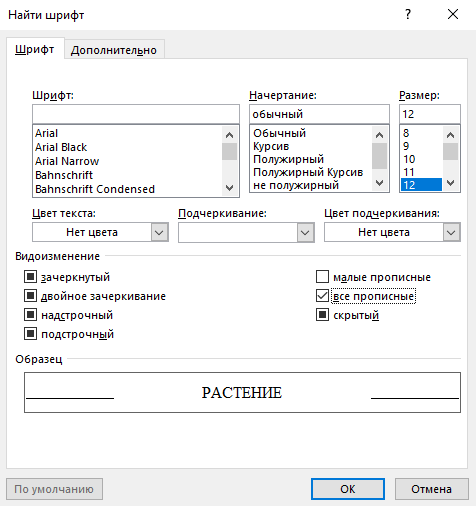 Найти шрифт ?
Шрифт Дополнительно
Шрифт: Начертание: Размер:
обычный 12
Arial Обычный 8
Arial Black Курсив 9
Arial Narrow Полужирный 10
Bahnschrift Полужирный Курсив 11
Bahnschrift Condensed не полужирный 12
Цвет текста: Подчеркивание: Цвет подчеркивания:
Нет цвета Нет цвета
Видоизменение
зачеркнутый малые прописные
двойное зачеркивание все прописные
надстрочный скрытый
подстрочный
Образец
РАСТЕНИЕ
По умолчанию ОК Отмена